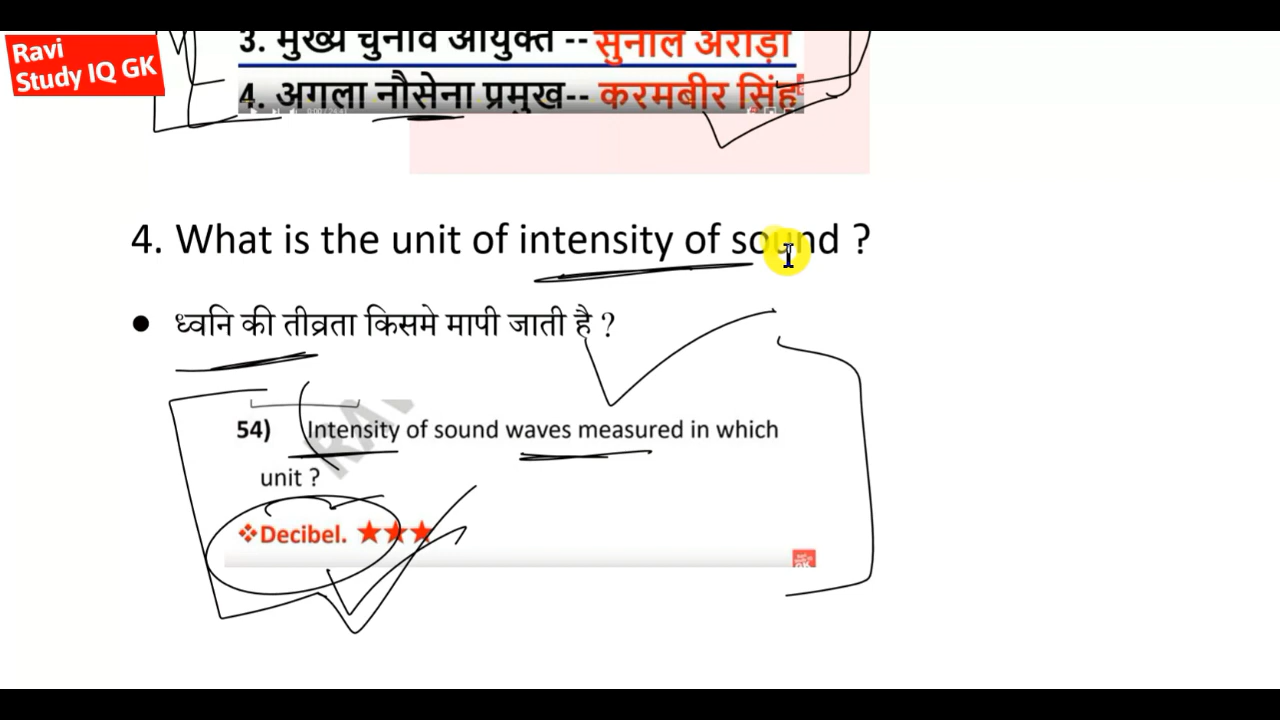 Ravi
Study IQ GK
3. मुख्य चुनाव आयुक्त -- सुनील अरोड़ा
4. अगला नौसेना प्रमुख-- करमबीर सिंह
4. What is the unit of intensity of sound ?
● ध्वनि की तीव्रता किसमे मापी जाती है ?
54) Intensity of sound waves measured in which
unit ?
❖Decibel. ★★★